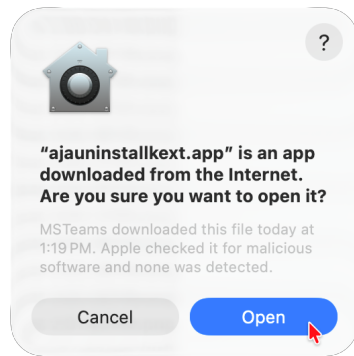 ?
“ajauninstallkext.app” is an app
downloaded from the Internet.
Are you sure you want to open it?
MSTeams downloaded this file today at
1:19 PM. Apple checked it for malicious
software and none was detected.
Cancel
Open